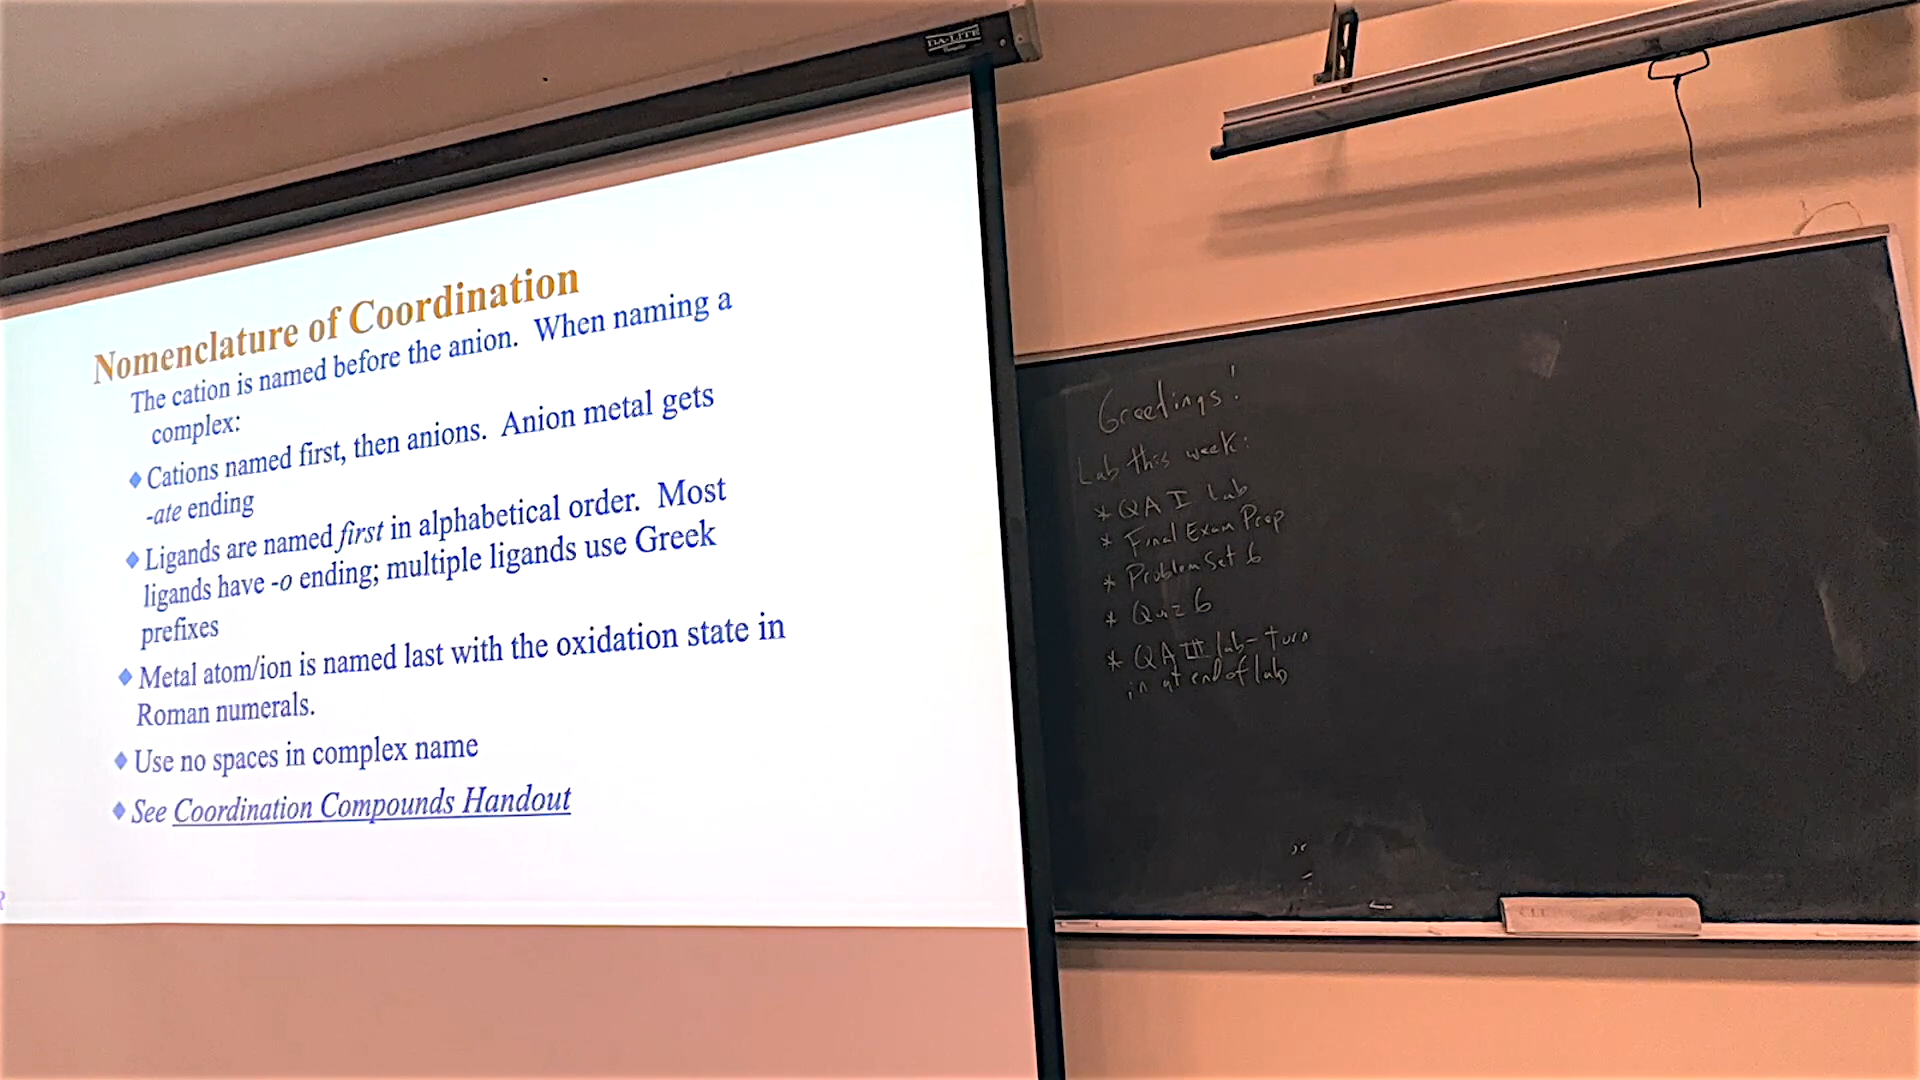 DA-LITE
Nomenclature of Coordination
The cation is named before the anion. When naming a
complex:
◆ Cations named first, then anions. Anion metal gets
-ate ending
◆ Ligands are named first in alphabetical order. Most
ligands have -o ending; multiple ligands use Greek
prefixes
◆ Metal atom/ion is named last with the oxidation state in
Roman numerals.
◆ Use no spaces in complex name
◆ See Coordination Compounds Handout
Greetings!
Lab this week:
* QA I Lab
* Final Exam Prep
* Problem Set 6
* Quiz 6
* QA III lab - turn
in at end of lab